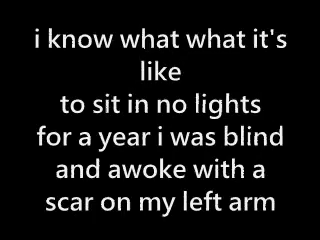 i know what what it's
like
to sit in no lights
for a year i was blind
and awoke with a
scar on my left arm